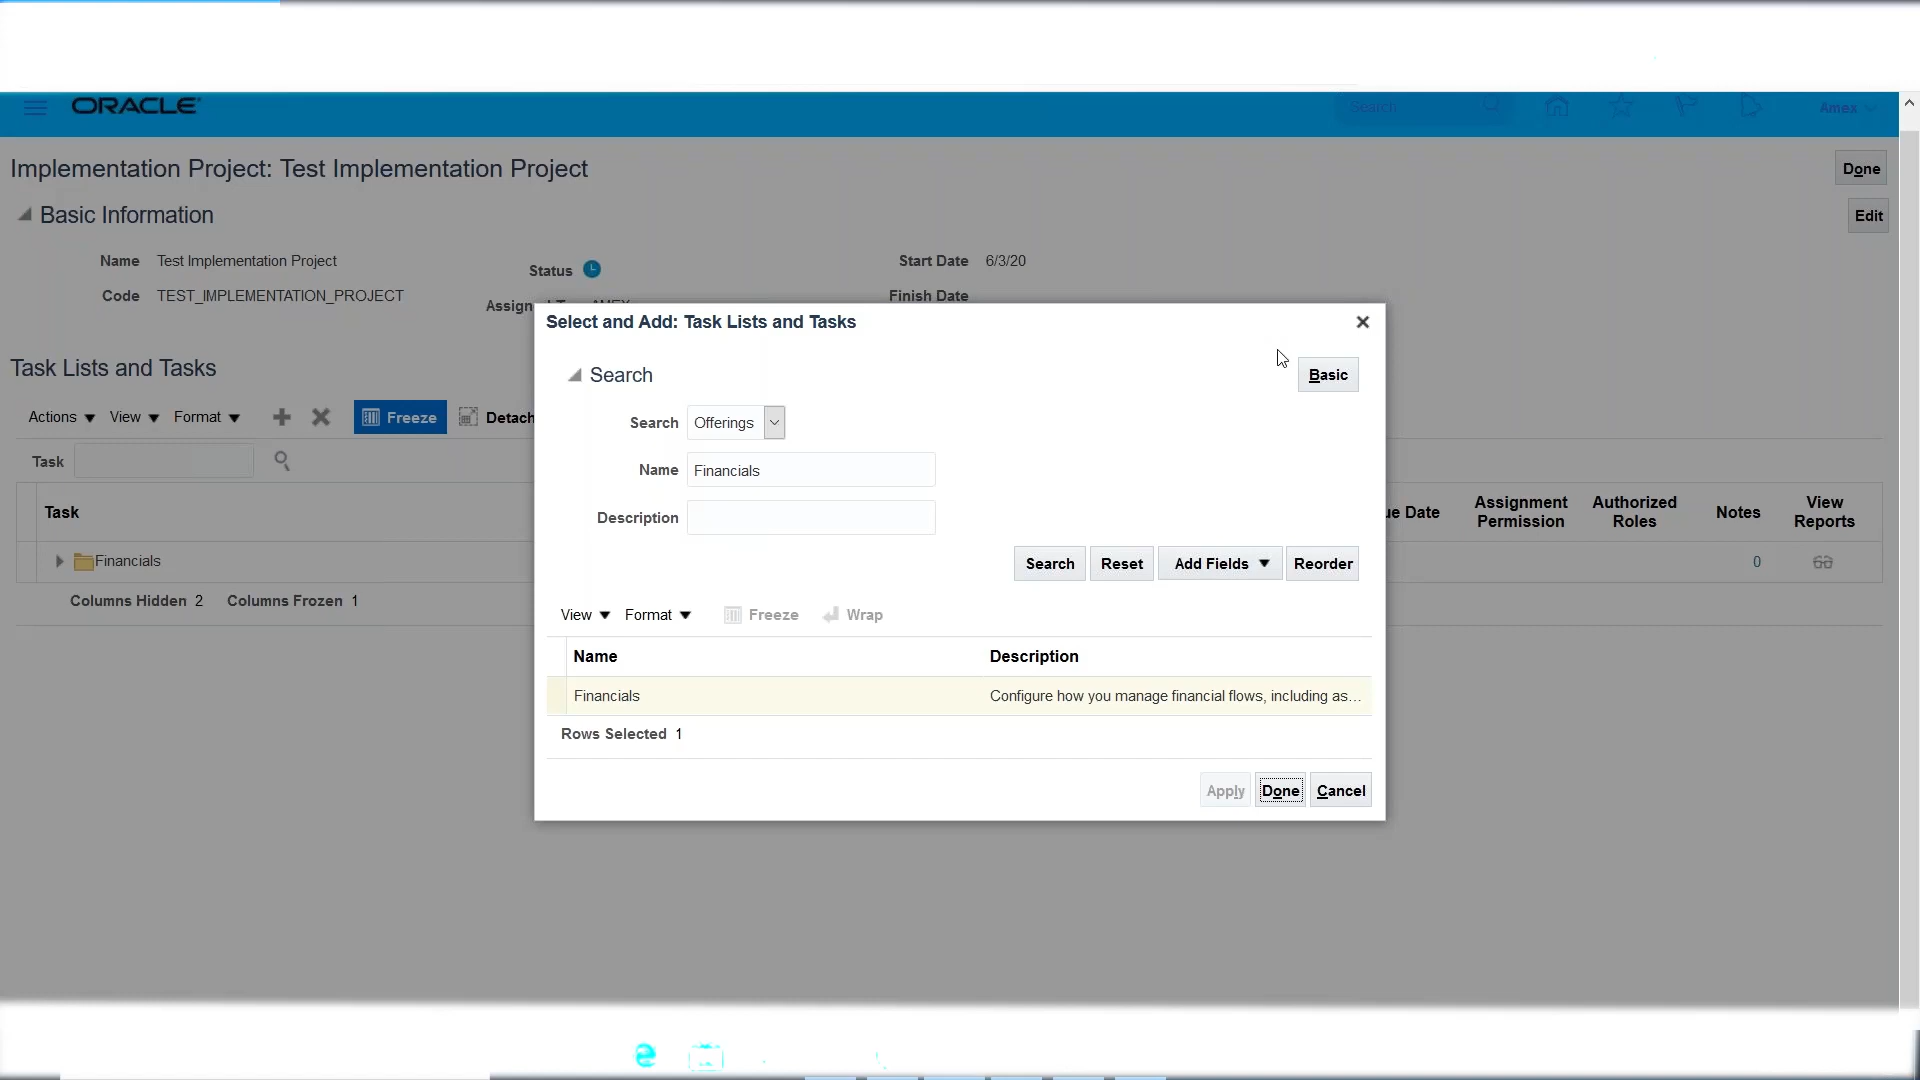 ORACLE
Search
Amex
Implementation Project: Test Implementation Project
Done
Basic Information
Edit
Name Test Implementation Project
Status
Start Date 6/3/20
Code TEST_IMPLEMENTATION_PROJECT
Finish Date
Select and Add: Task Lists and Tasks
Task Lists and Tasks
Search
Basic
Actions View Format
Freeze
Detach
Search Offerings
Task
Name Financials
Description
Task
Assignment Permission
Authorized Roles
Notes
View Reports
Financials
0
Search Reset Add Fields Reorder
Columns Hidden 2 Columns Frozen 1
View Format Freeze Wrap
Name Description
Financials Configure how you manage financial flows, including as...
Rows Selected 1
Apply Done Cancel